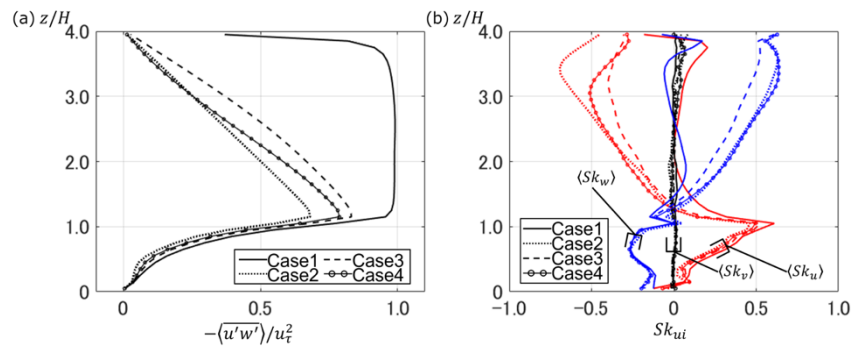 (a) z/H
4.0
3.0
2.0
1.0
0
0
0.5
1.0
Case1
Case2
Case3
Case4
−⟨u′w′⟩/u_τ^2
(b) z/H
4.0
3.0
2.0
1.0
0
-1.0
-0.5
0
0.5
1.0
⟨Sk_w⟩
Case1
Case2
Case3
Case4
⟨Sk_v⟩
⟨Sk_u⟩
Sk_ui